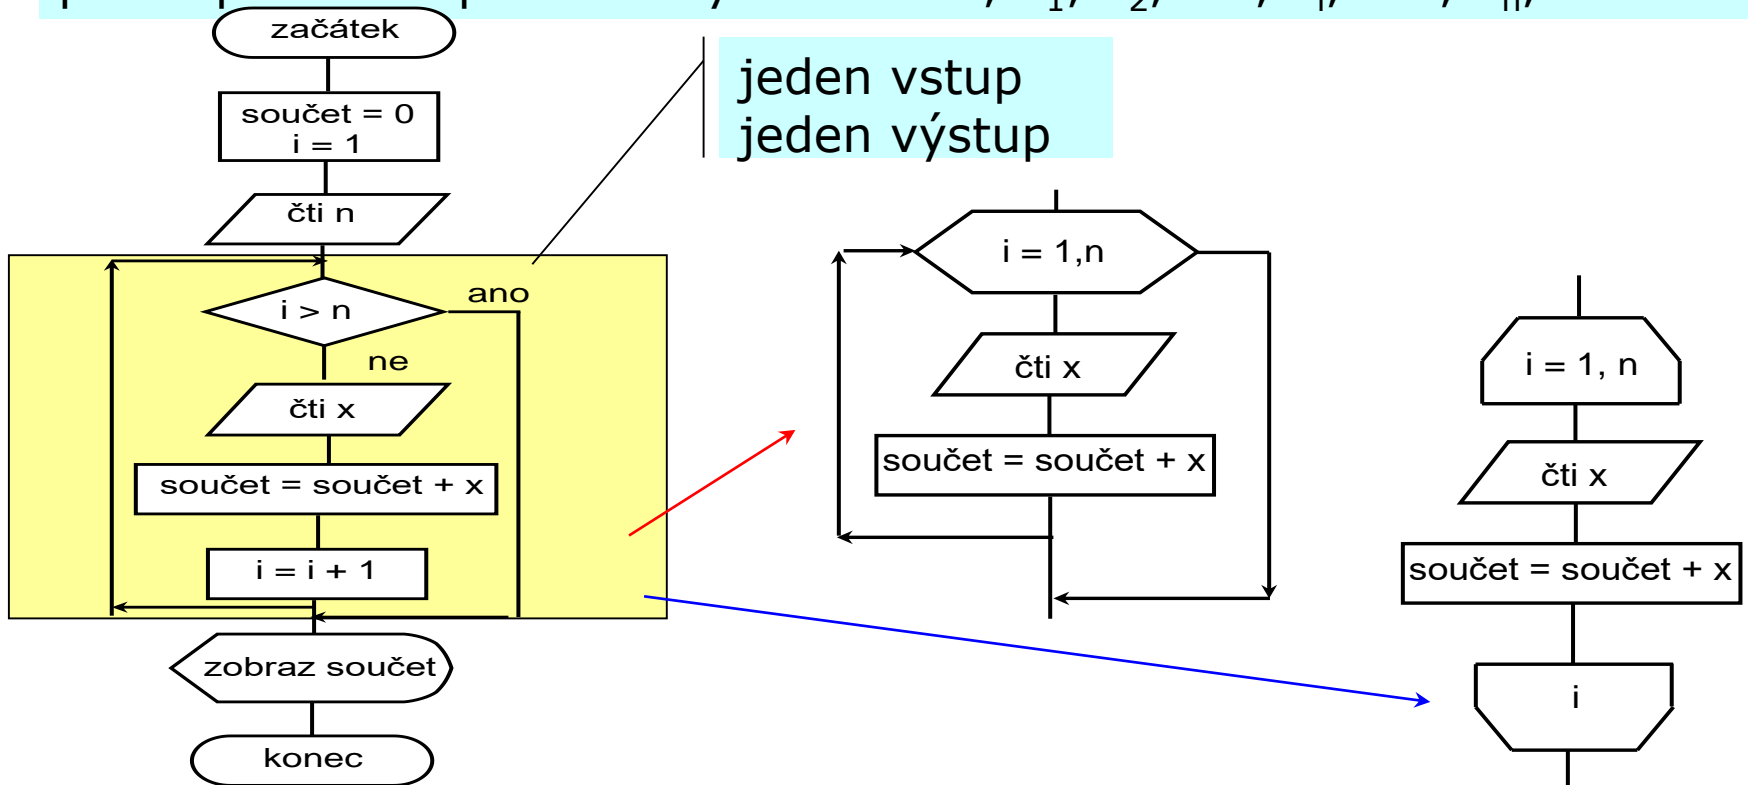 začátek
součet = 0
i = 1
čti n
i > n
ano
ne
čti x
součet = součet + x
i = i + 1
zobraz součet
konec
jeden vstup
jeden výstup
i = 1,n
čti x
součet = součet + x
i = 1, n
čti x
součet = součet + x
i